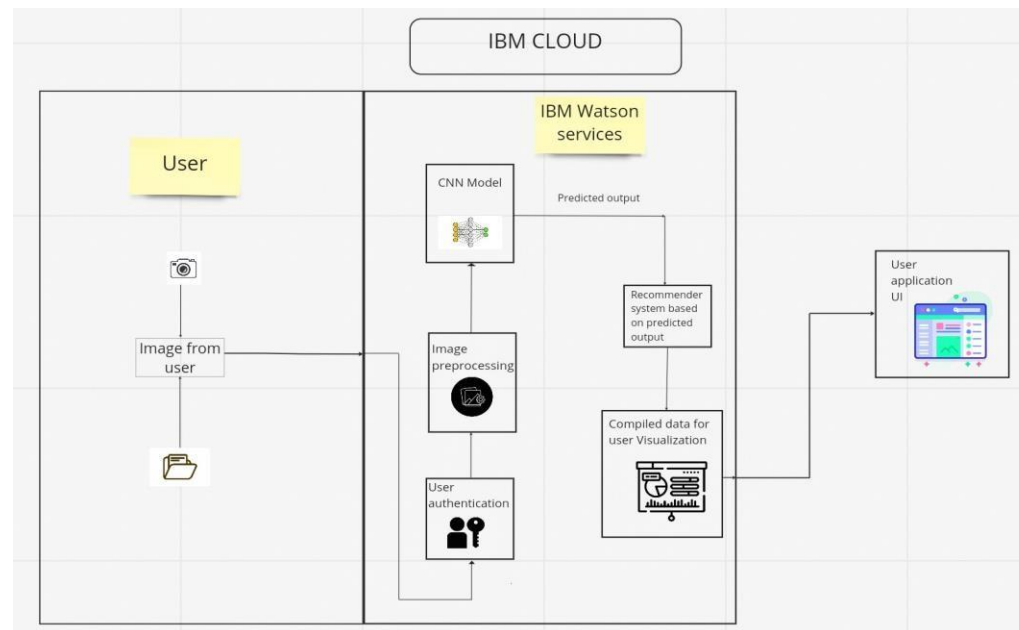 IBM CLOUD
User
Image from
user
IBM Watson
services
CNN Model
Predicted output
Image
preprocessing
User
authentication
Recommender
system based
on predicted
output
Compiled data for
user Visualization
User
application
UI